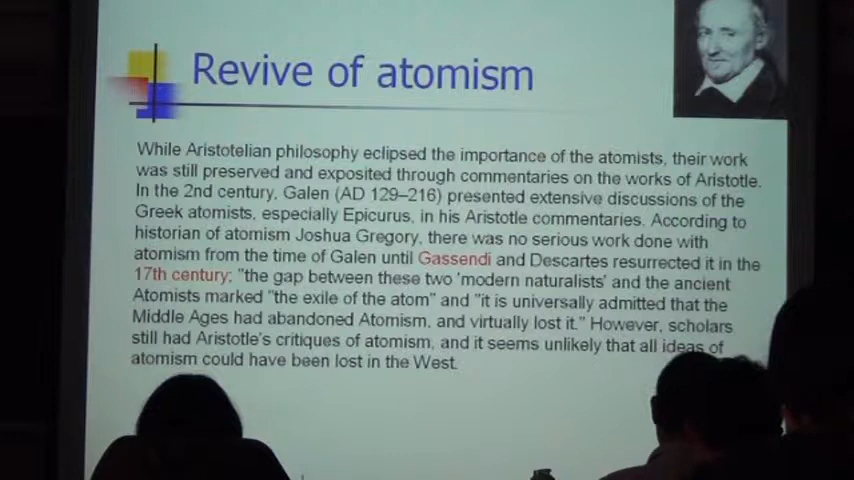 Revive of atomism
While Aristotelian philosophy eclipsed the importance of the atomists, their work
was still preserved and exposited through commentaries on the works of Aristotle.
In the 2nd century, Galen (AD 129–216) presented extensive discussions of the
Greek atomists, especially Epicurus, in his Aristotle commentaries. According to
historian of atomism Joshua Gregory, there was no serious work done with
atomism from the time of Galen until Gassendi and Descartes resurrected it in the
17th century; "the gap between these two 'modern naturalists' and the ancient
Atomists marked "the exile of the atom" and "it is universally admitted that the
Middle Ages had abandoned Atomism, and virtually lost it." However, scholars
still had Aristotle's critiques of atomism, and it seems unlikely that all ideas of
atomism could have been lost in the West.